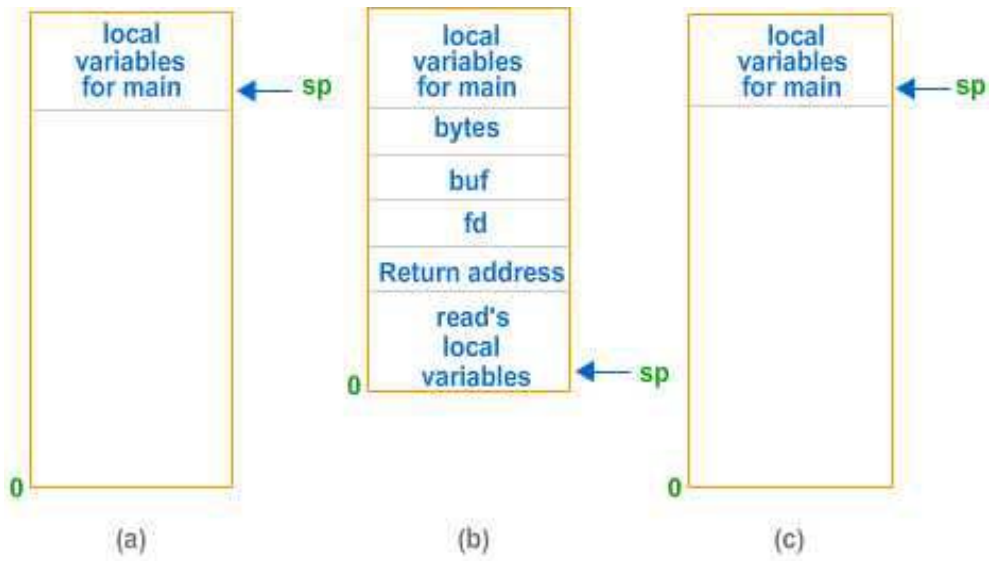 local
variables
for main
sp
0
(a)
local
variables
for main
bytes
buf
fd
Return address
read's
local
variables
sp
0
(b)
local
variables
for main
sp
0
(c)